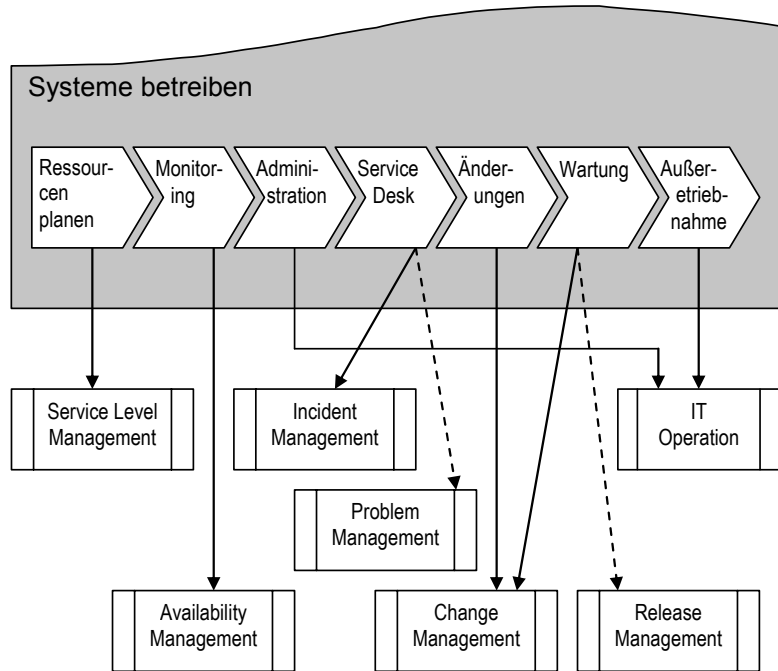 Systeme betreiben
Ressour-
cen
planen
Monitor-
ing
Admini-
stration
Service
Desk
Änder-
ungen
Wartung
Außer-
etrieb-
nahme
Service Level
Management
Incident
Management
IT
Operation
Problem
Management
Availability
Management
Change
Management
Release
Management